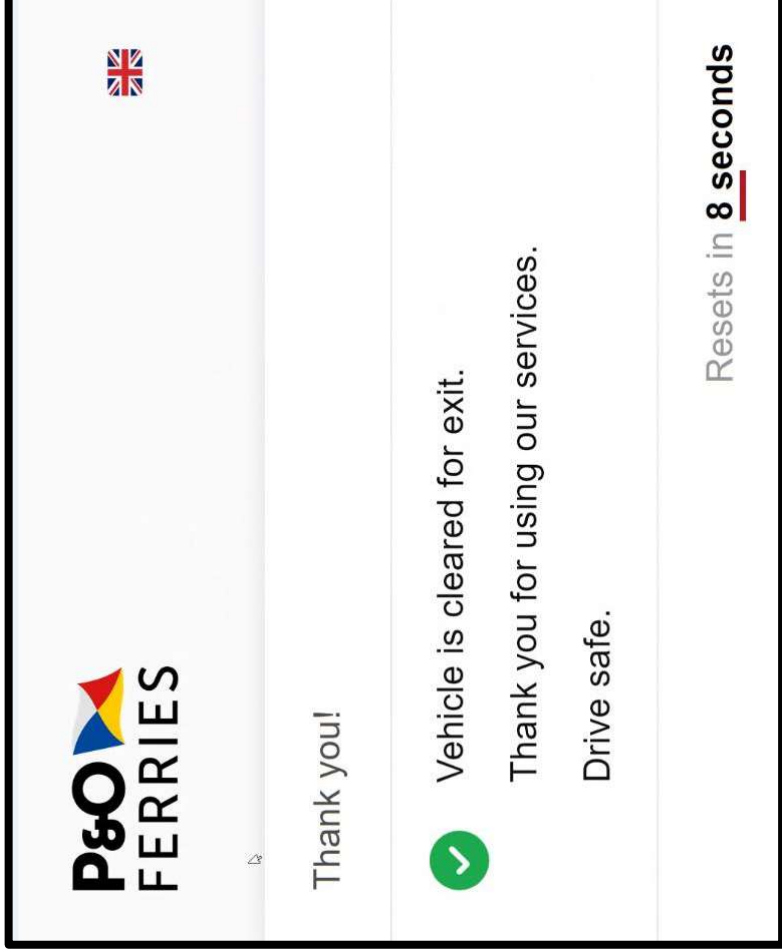 P&O
FERRIES
Thank you!
Vehicle is cleared for exit.
Thank you for using our services.
Drive safe.
Resets in 8 seconds